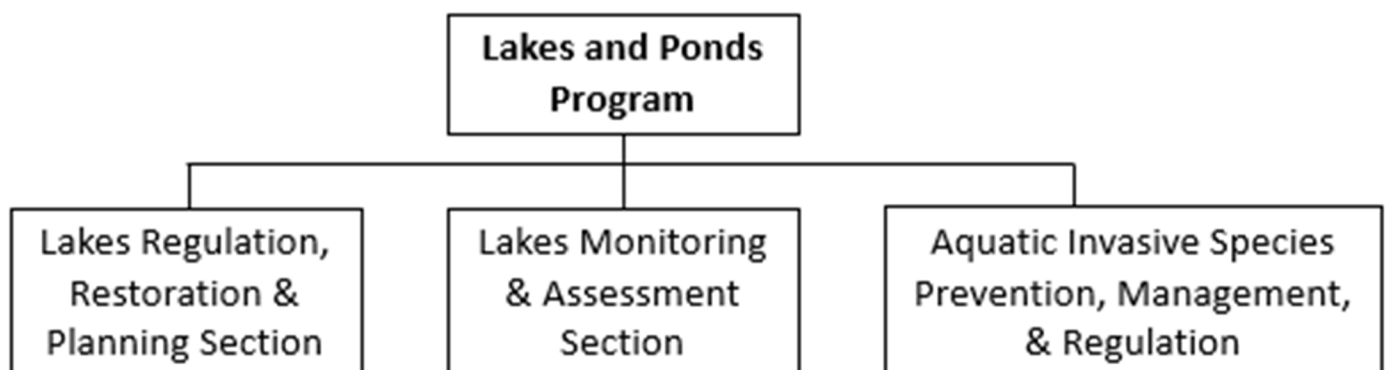 Lakes and Ponds
Program
Lakes Regulation,
Restoration &
Planning Section
Lakes Monitoring
& Assessment
Section
Aquatic Invasive Species
Prevention, Management,
& Regulation